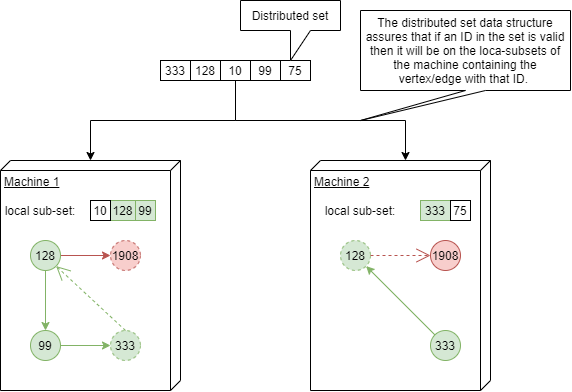 Distributed set
The distributed set data structure
assures that if an ID in the set is valid
then it will be on the loca-subsets of
the machine containing the
vertex/edge with that ID.
333 128 10 99 75
Machine 1
local sub-set: 10 128 99
128 1908
99 333
Machine 2
local sub-set: 333 75
128 1908
333